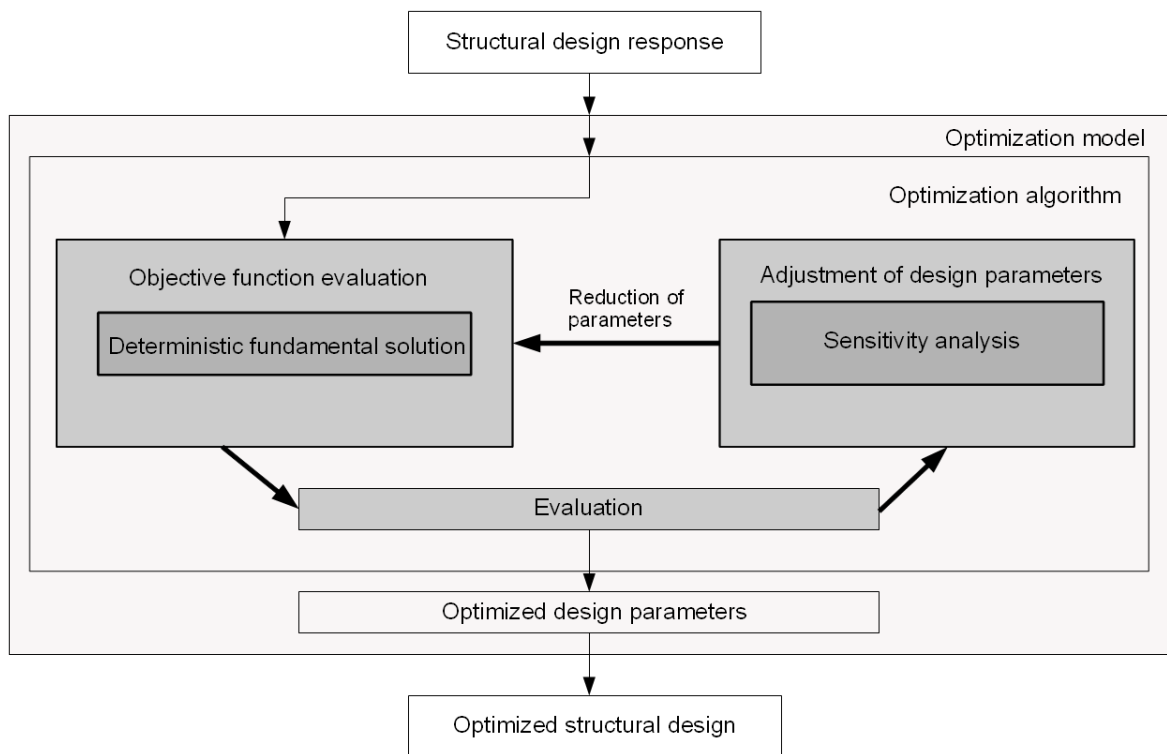 Structural design response
Optimization model
Optimization algorithm
Objective function evaluation
Deterministic fundamental solution
Reduction of
parameters
Adjustment of design parameters
Sensitivity analysis
Evaluation
Optimized design parameters
Optimized structural design